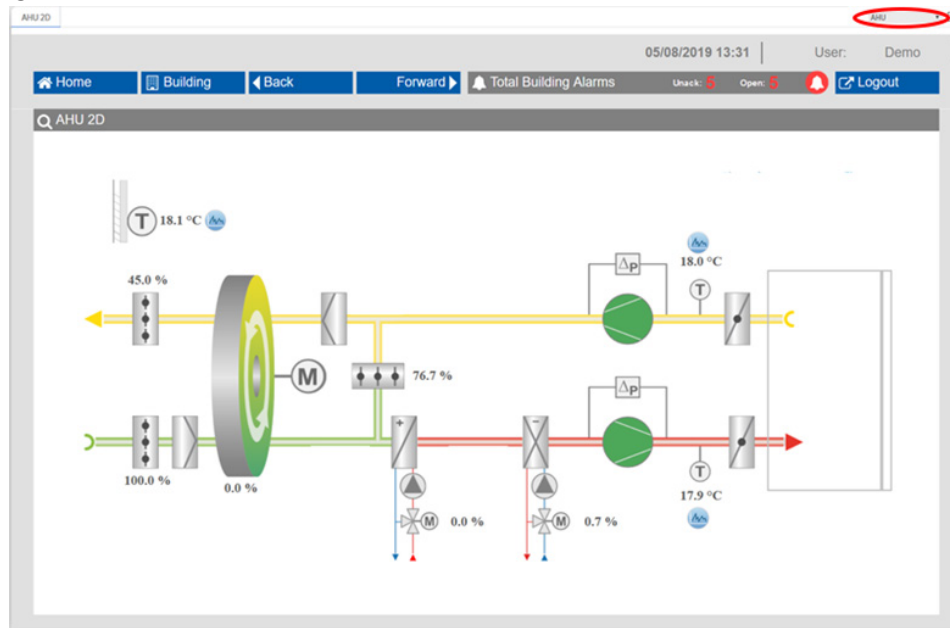 AHU 2D
AHU
05/08/2019 13:31
User: Demo
Home Building Back Forward Total Building Alarms Unack: 5 Open: 5 Logout
AHU 2D
T 18.1 °C
45.0 %
ΔP
18.0 °C
T
M
76.7 %
ΔP
+
-
100.0 %
0.0 %
T
17.9 °C
M 0.0 %
M 0.7 %